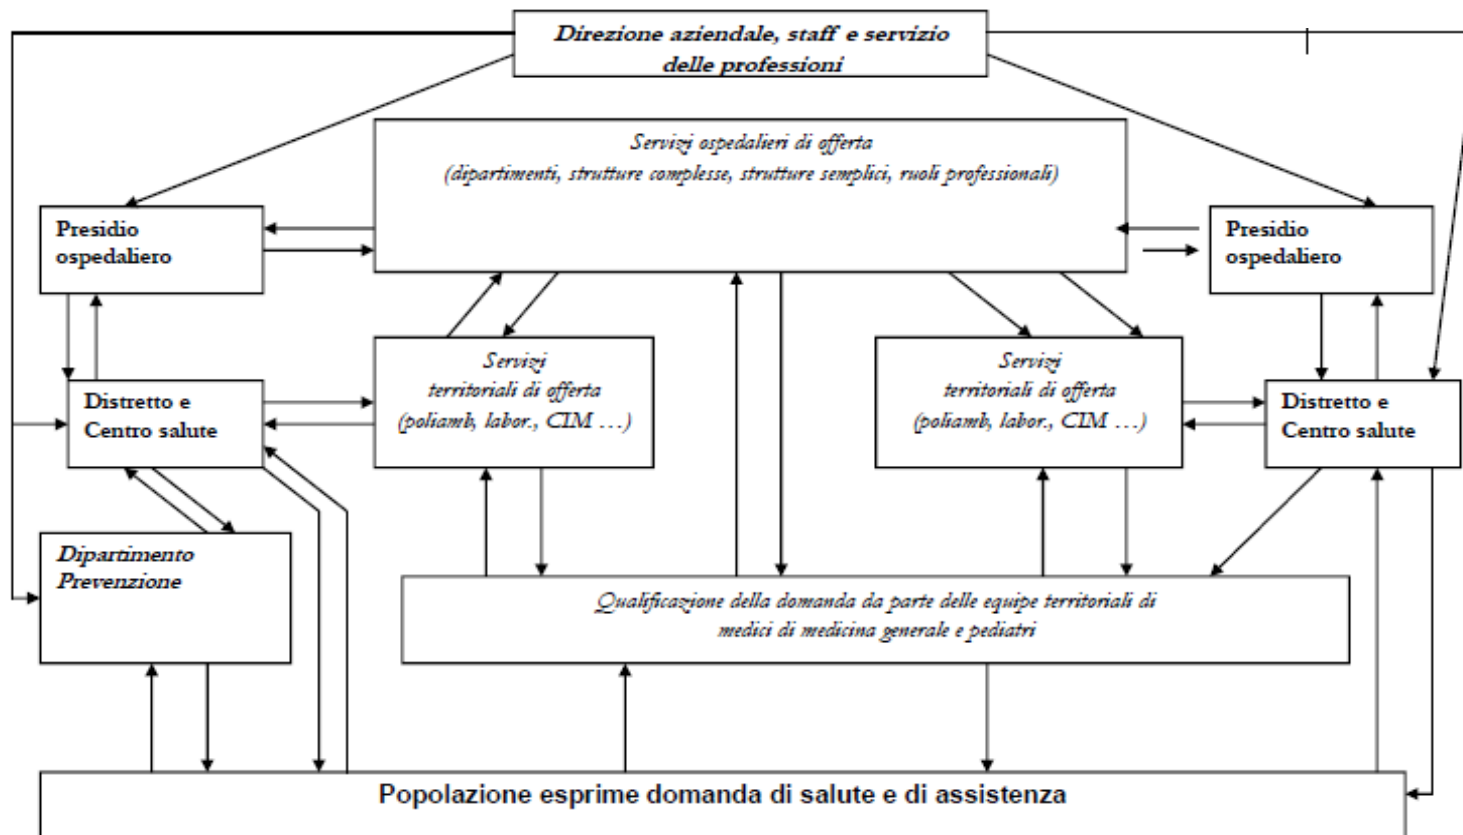 Direzione aziendale, staff e servizio
delle professioni
Servizi ospedalieri di offerta
(dipartimenti, strutture complesse, strutture semplici, ruoli professionali)
Presidio
ospedaliero
Presidio
ospedaliero
Servizi
territoriali di offerta
(poliamb, labor., CIM …)
Servizi
territoriali di offerta
(poliamb, labor., CIM …)
Distretto e
Centro salute
Distretto e
Centro salute
Dipartimento
Prevenzione
Qualificazione della domanda da parte delle equipe territoriali di
medici di medicina generale e pediatri
Popolazione esprime domanda di salute e di assistenza